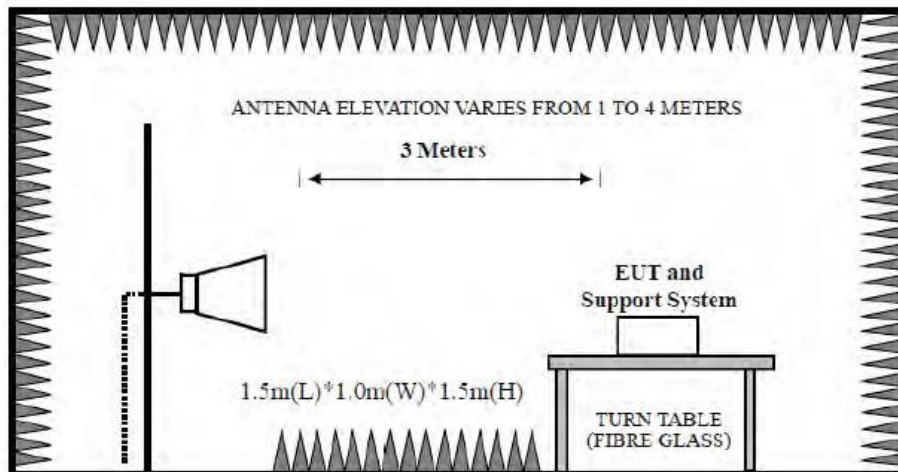 ANTENNA ELEVATION VARIES FROM 1 TO 4 METERS
3 Meters
EUT and
Support System
1.5m(L)*1.0m(W)*1.5m(H)
TURN TABLE
(FIBRE GLASS)